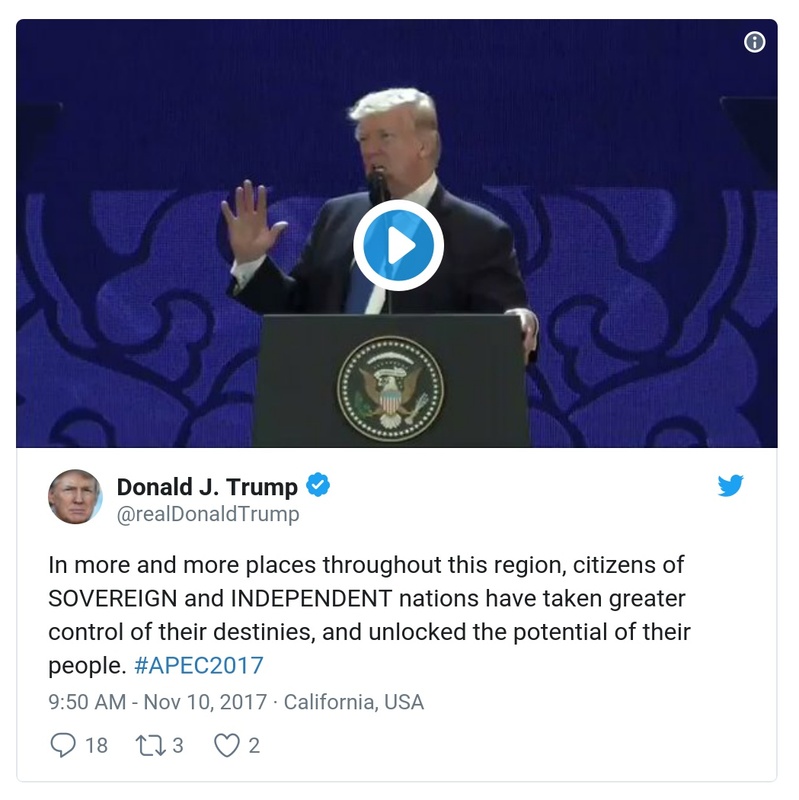 Donald J. Trump
@realDonaldTrump
In more and more places throughout this region, citizens of
SOVEREIGN and INDEPENDENT nations have taken greater
control of their destinies, and unlocked the potential of their
people. #APEC2017
9:50 AM - Nov 10, 2017 · California, USA
18 3 2